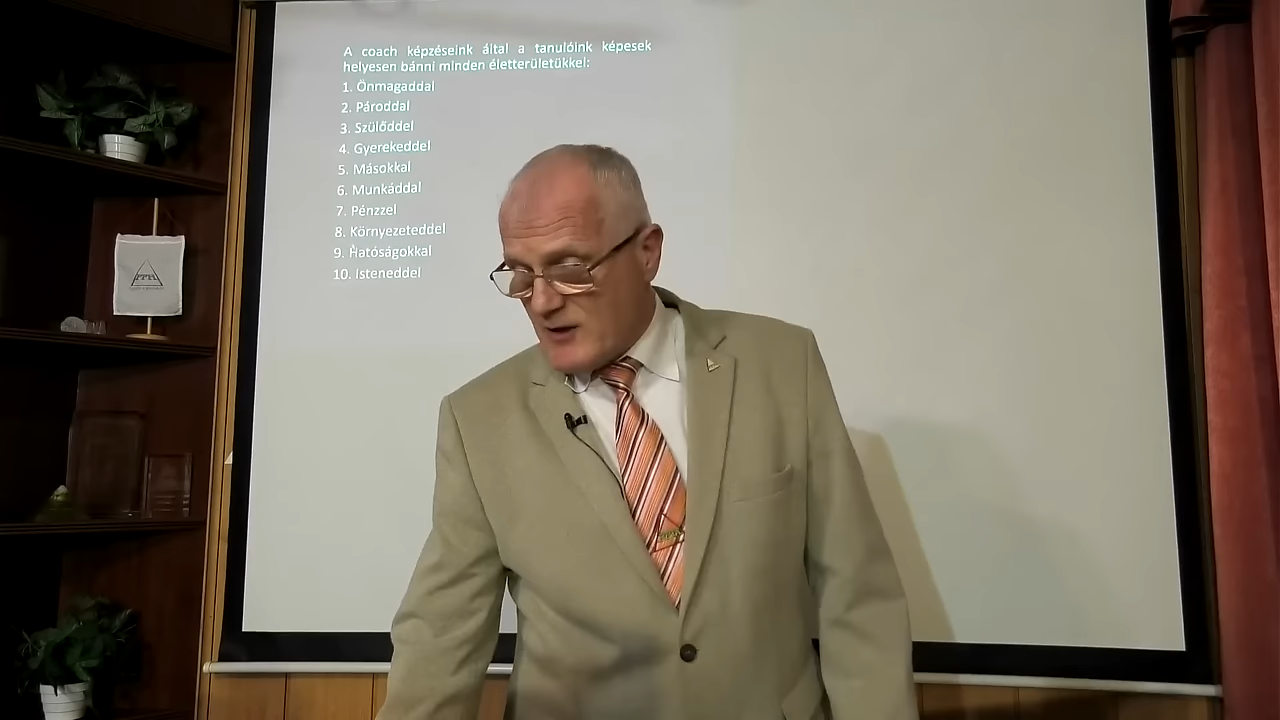 A coach képzéseink által a tanulóink képesek
helyesen bánni minden életterületükkel:
1. Önmagaddal
2. Pároddal
3. Szülőddel
4. Gyerekeddel
5. Másokkal
6. Munkáddal
7. Pénzzel
8. Környezeteddel
9. Hatóságokkal
10. Isteneddel